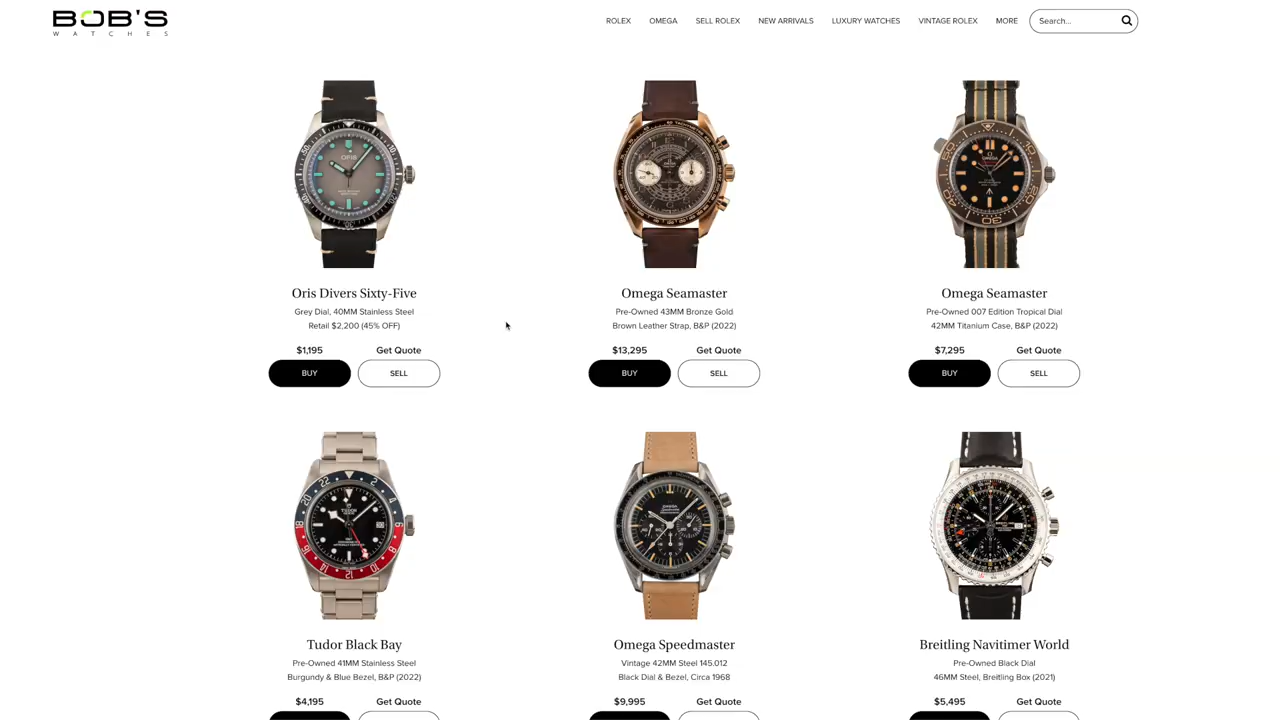 BOB'S
WATCHES
ROLEX
OMEGA
SELL ROLEX
NEW ARRIVALS
LUXURY WATCHES
VINTAGE ROLEX
MORE
Search...
Oris Divers Sixty-Five
Grey Dial, 40MM Stainless Steel
Retail $2,200 (45% OFF)
$1,195
Get Quote
BUY
SELL
Omega Seamaster
Pre-Owned 43MM Bronze Gold
Brown Leather Strap, B&P (2022)
$13,295
Get Quote
BUY
SELL
Omega Seamaster
Pre-Owned 007 Edition Tropical Dial
42MM Titanium Case, B&P (2022)
$7,295
Get Quote
BUY
SELL
Tudor Black Bay
Pre-Owned 41MM Stainless Steel
Burgundy & Blue Bezel, B&P (2022)
$4,195
Get Quote
Omega Speedmaster
Vintage 42MM Steel 145.012
Black Dial & Bezel, Circa 1968
$9,995
Get Quote
Breitling Navitimer World
Pre-Owned Black Dial
46MM Steel, Breitling Box (2021)
$5,495
Get Quote